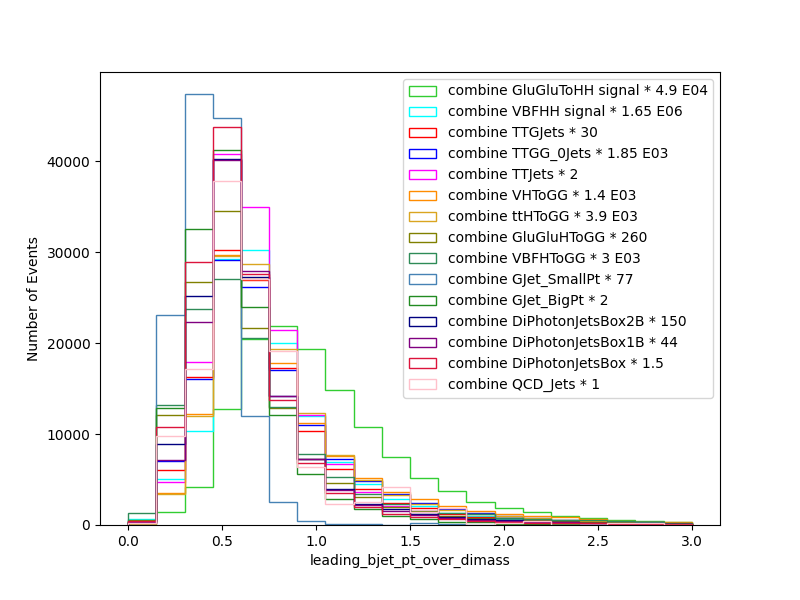 combine GluGluToHH signal * 4.9 E04
combine VBFHH signal * 1.65 E06
combine TTGJets * 30
combine TTGG_0Jets * 1.85 E03
combine TTJets * 2
combine VHToGG * 1.4 E03
combine ttHToGG * 3.9 E03
combine GluGluHToGG * 260
combine VBFHToGG * 3 E03
combine GJet_SmallPt * 77
combine GJet_BigPt * 2
combine DiPhotonJetsBox2B * 150
combine DiPhotonJetsBox1B * 44
combine DiPhotonJetsBox * 1.5
combine QCD_Jets * 1
Number of Events
40000
30000
20000
10000
0
0.0 0.5 1.0 1.5 2.0 2.5 3.0
leading_bjet_pt_over_dimass